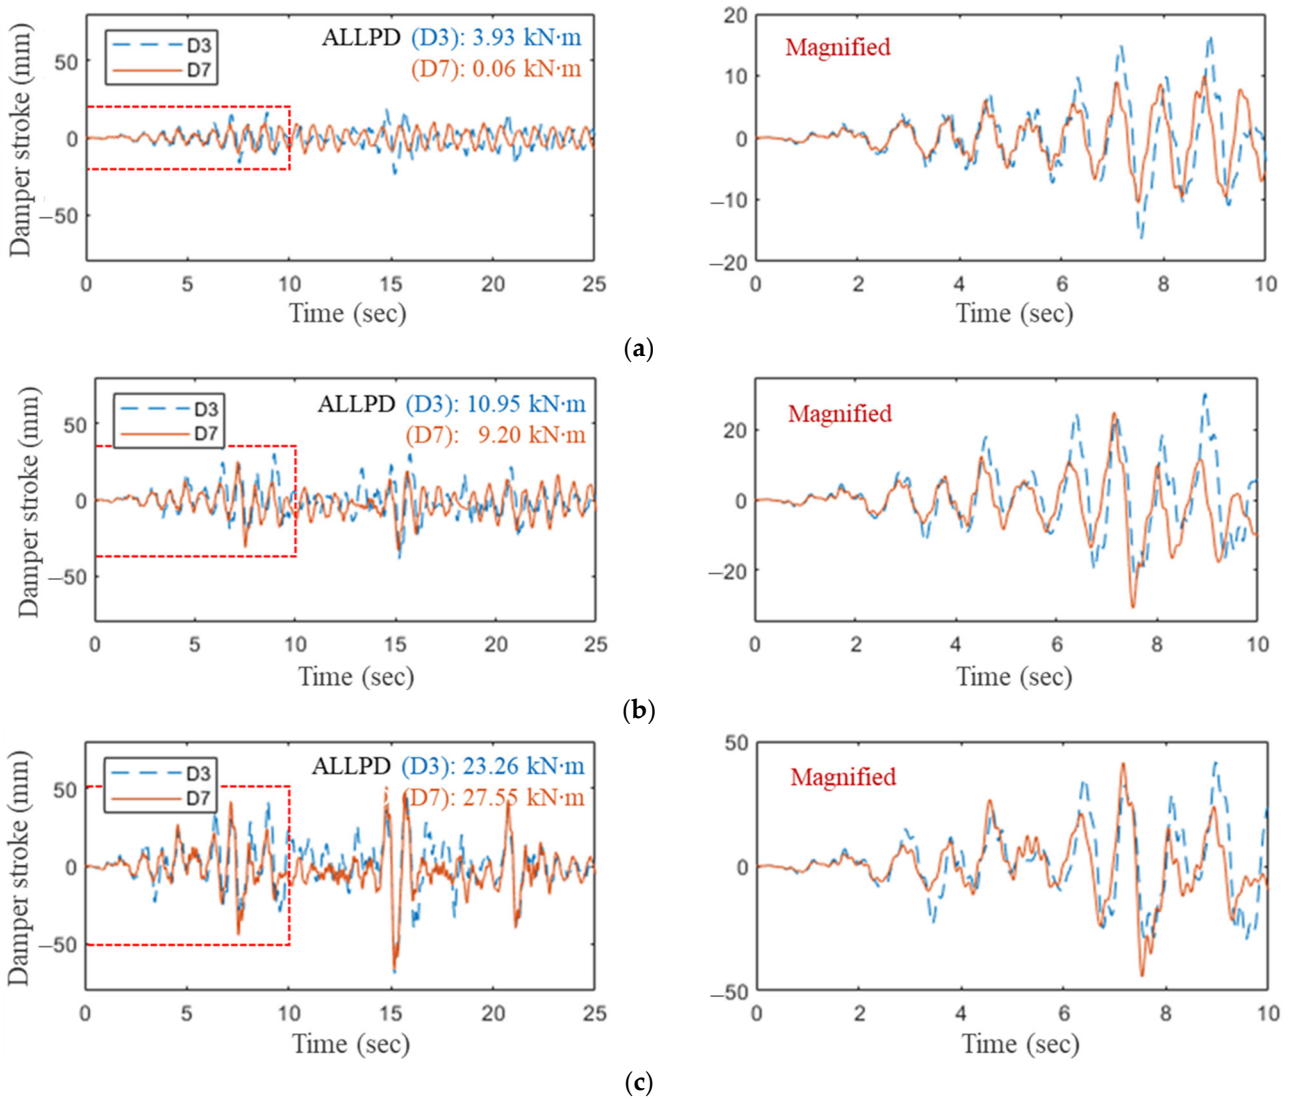 Damper stroke (mm)
50
0
−50
D3
D7
ALLPD (D3): 3.93 kN·m
(D7): 0.06 kN·m
0 5 10 15 20 25
Time (sec)
Magnified
20
10
0
−10
−20
0 2 4 6 8 10
Time (sec)
(a)
Damper stroke (mm)
50
0
−50
D3
D7
ALLPD (D3): 10.95 kN·m
(D7): 9.20 kN·m
0 5 10 15 20 25
Time (sec)
Magnified
20
0
−20
0 2 4 6 8 10
Time (sec)
(b)
Damper stroke (mm)
50
0
−50
D3
D7
ALLPD (D3): 23.26 kN·m
(D7): 27.55 kN·m
0 5 10 15 20 25
Time (sec)
Magnified
50
0
−50
0 2 4 6 8 10
Time (sec)
(c)